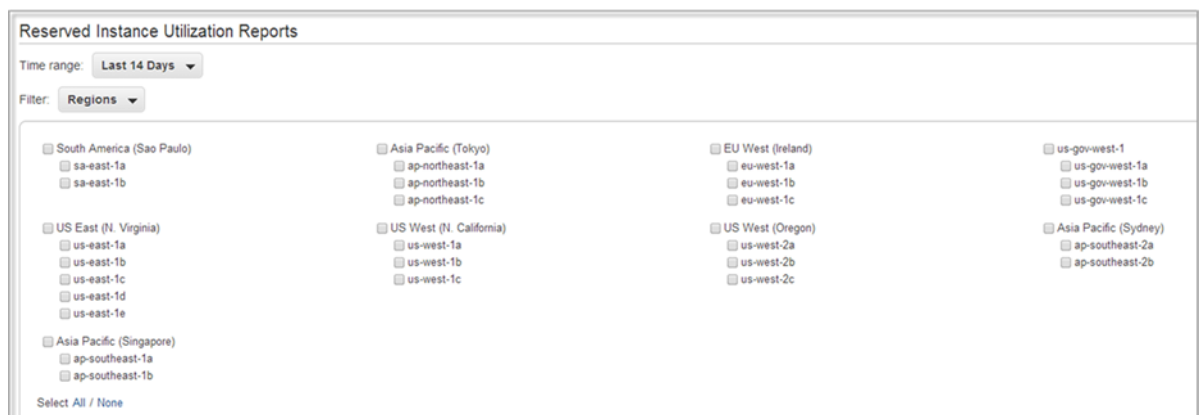 Reserved Instance Utilization Reports
Time range: Last 14 Days
Filter: Regions
South America (Sao Paulo)
sa-east-1a
sa-east-1b
Asia Pacific (Tokyo)
ap-northeast-1a
ap-northeast-1b
ap-northeast-1c
EU West (Ireland)
eu-west-1a
eu-west-1b
eu-west-1c
us-gov-west-1
us-gov-west-1a
us-gov-west-1b
us-gov-west-1c
US East (N. Virginia)
us-east-1a
us-east-1b
us-east-1c
us-east-1d
us-east-1e
US West (N. California)
us-west-1a
us-west-1b
us-west-1c
US West (Oregon)
us-west-2a
us-west-2b
us-west-2c
Asia Pacific (Sydney)
ap-southeast-2a
ap-southeast-2b
Asia Pacific (Singapore)
ap-southeast-1a
ap-southeast-1b
Select All / None